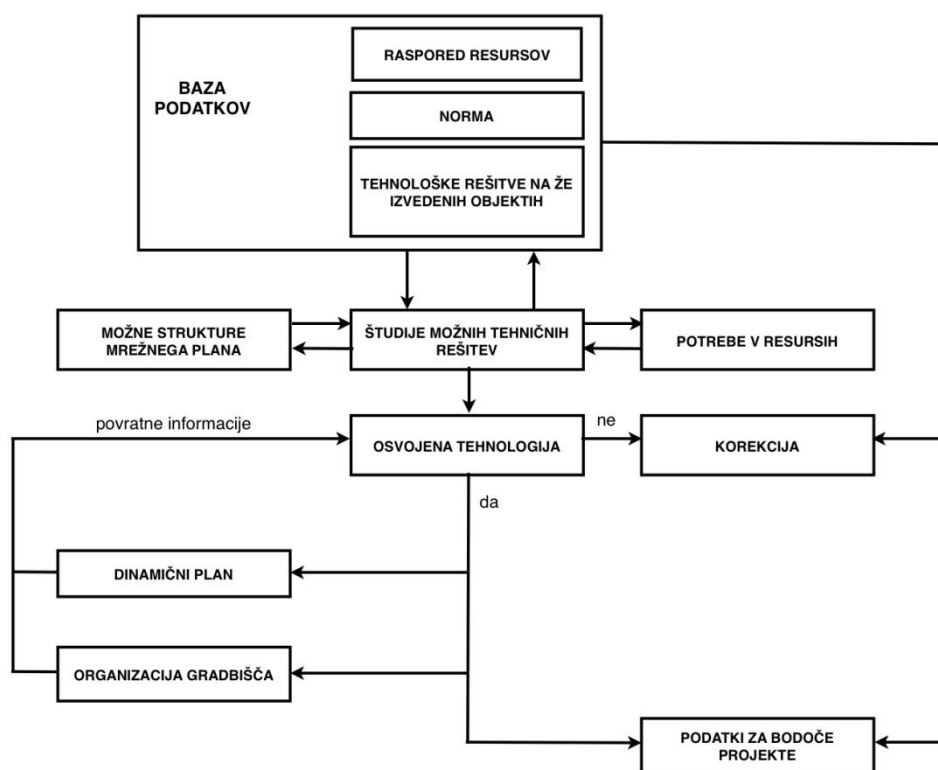 RASPORED RESURSOV
BAZA
PODATKOV
NORMA
TEHNOLOŠKE REŠITVE NA ŽE
IZVEDENIH OBJEKTIH
MOŽNE STRUKTURE
MREŽNEGA PLANA
ŠTUDIJE MOŽNIH TEHNIČNIH
REŠITEV
POTREBE V RESURSIH
povratne informacije
ne
OSVOJENA TEHNOLOGIJA
KOREKCIJA
da
DINAMIČNI PLAN
ORGANIZACIJA GRADBIŠČA
PODATKI ZA BODOČE
PROJEKTE